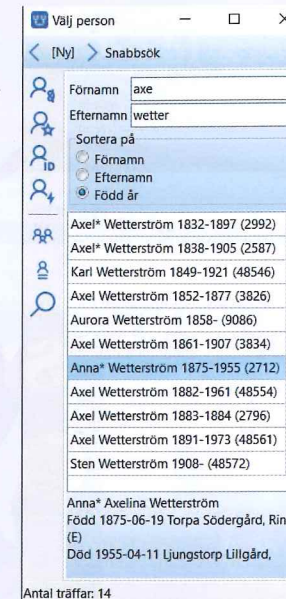 Välj person
[Ny] Snabbsök
Förnamn axe
Efternamn wetter
Sortera på
Förnamn
Efternamn
Född år
ID
Axel* Wetterström 1832-1897 (2992)
Axel* Wetterström 1838-1905 (2587)
Karl Wetterström 1849-1921 (48546)
Axel Wetterström 1852-1877 (3826)
Aurora Wetterström 1858- (9086)
Axel Wetterström 1861-1907 (3834)
Anna* Wetterström 1875-1955 (2712)
Axel Wetterström 1882-1961 (48554)
Axel Wetterström 1883-1884 (2796)
Axel Wetterström 1891-1973 (48561)
Sten Wetterström 1908- (48572)
Anna* Axelina Wetterström
Född 1875-06-19 Torpa Södergård, Rin
(E)
Död 1955-04-11 Ljungstorp Lillgård,
Antal träffar: 14